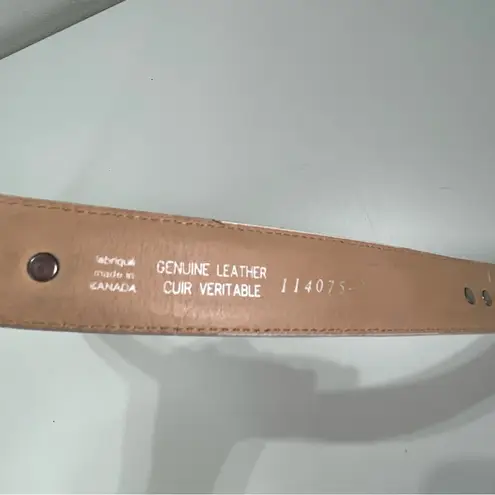 fabriqué
made in
CANADA
GENUINE LEATHER
CUIR VERITABLE
114075-